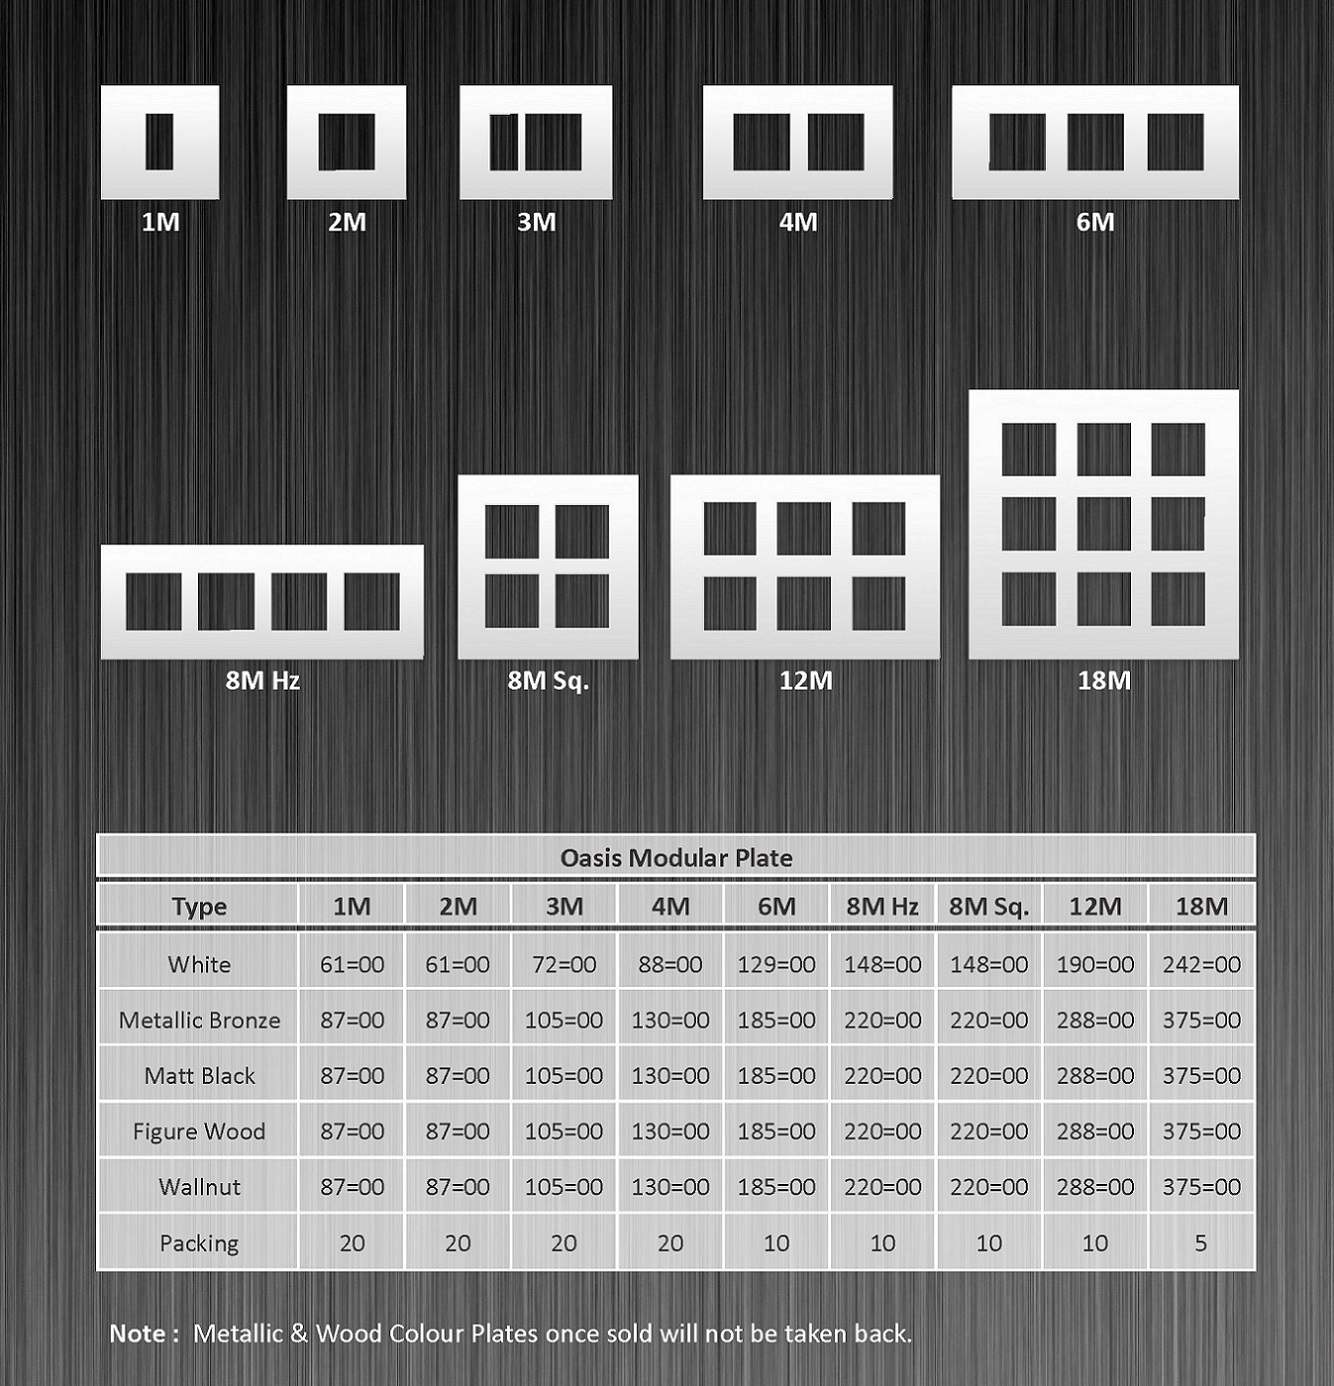 1M 2M 3M 4M 6M
8M Hz 8M Sq. 12M 18M
Oasis Modular Plate
Type 1M 2M 3M 4M 6M 8M Hz 8M Sq. 12M 18M
White 61=00 61=00 72=00 88=00 129=00 148=00 148=00 190=00 242=00
Metallic Bronze 87=00 87=00 105=00 130=00 185=00 220=00 220=00 288=00 375=00
Matt Black 87=00 87=00 105=00 130=00 185=00 220=00 220=00 288=00 375=00
Figure Wood 87=00 87=00 105=00 130=00 185=00 220=00 220=00 288=00 375=00
Wallnut 87=00 87=00 105=00 130=00 185=00 220=00 220=00 288=00 375=00
Packing 20 20 20 20 10 10 10 10 5
Note : Metallic & Wood Colour Plates once sold will not be taken back.